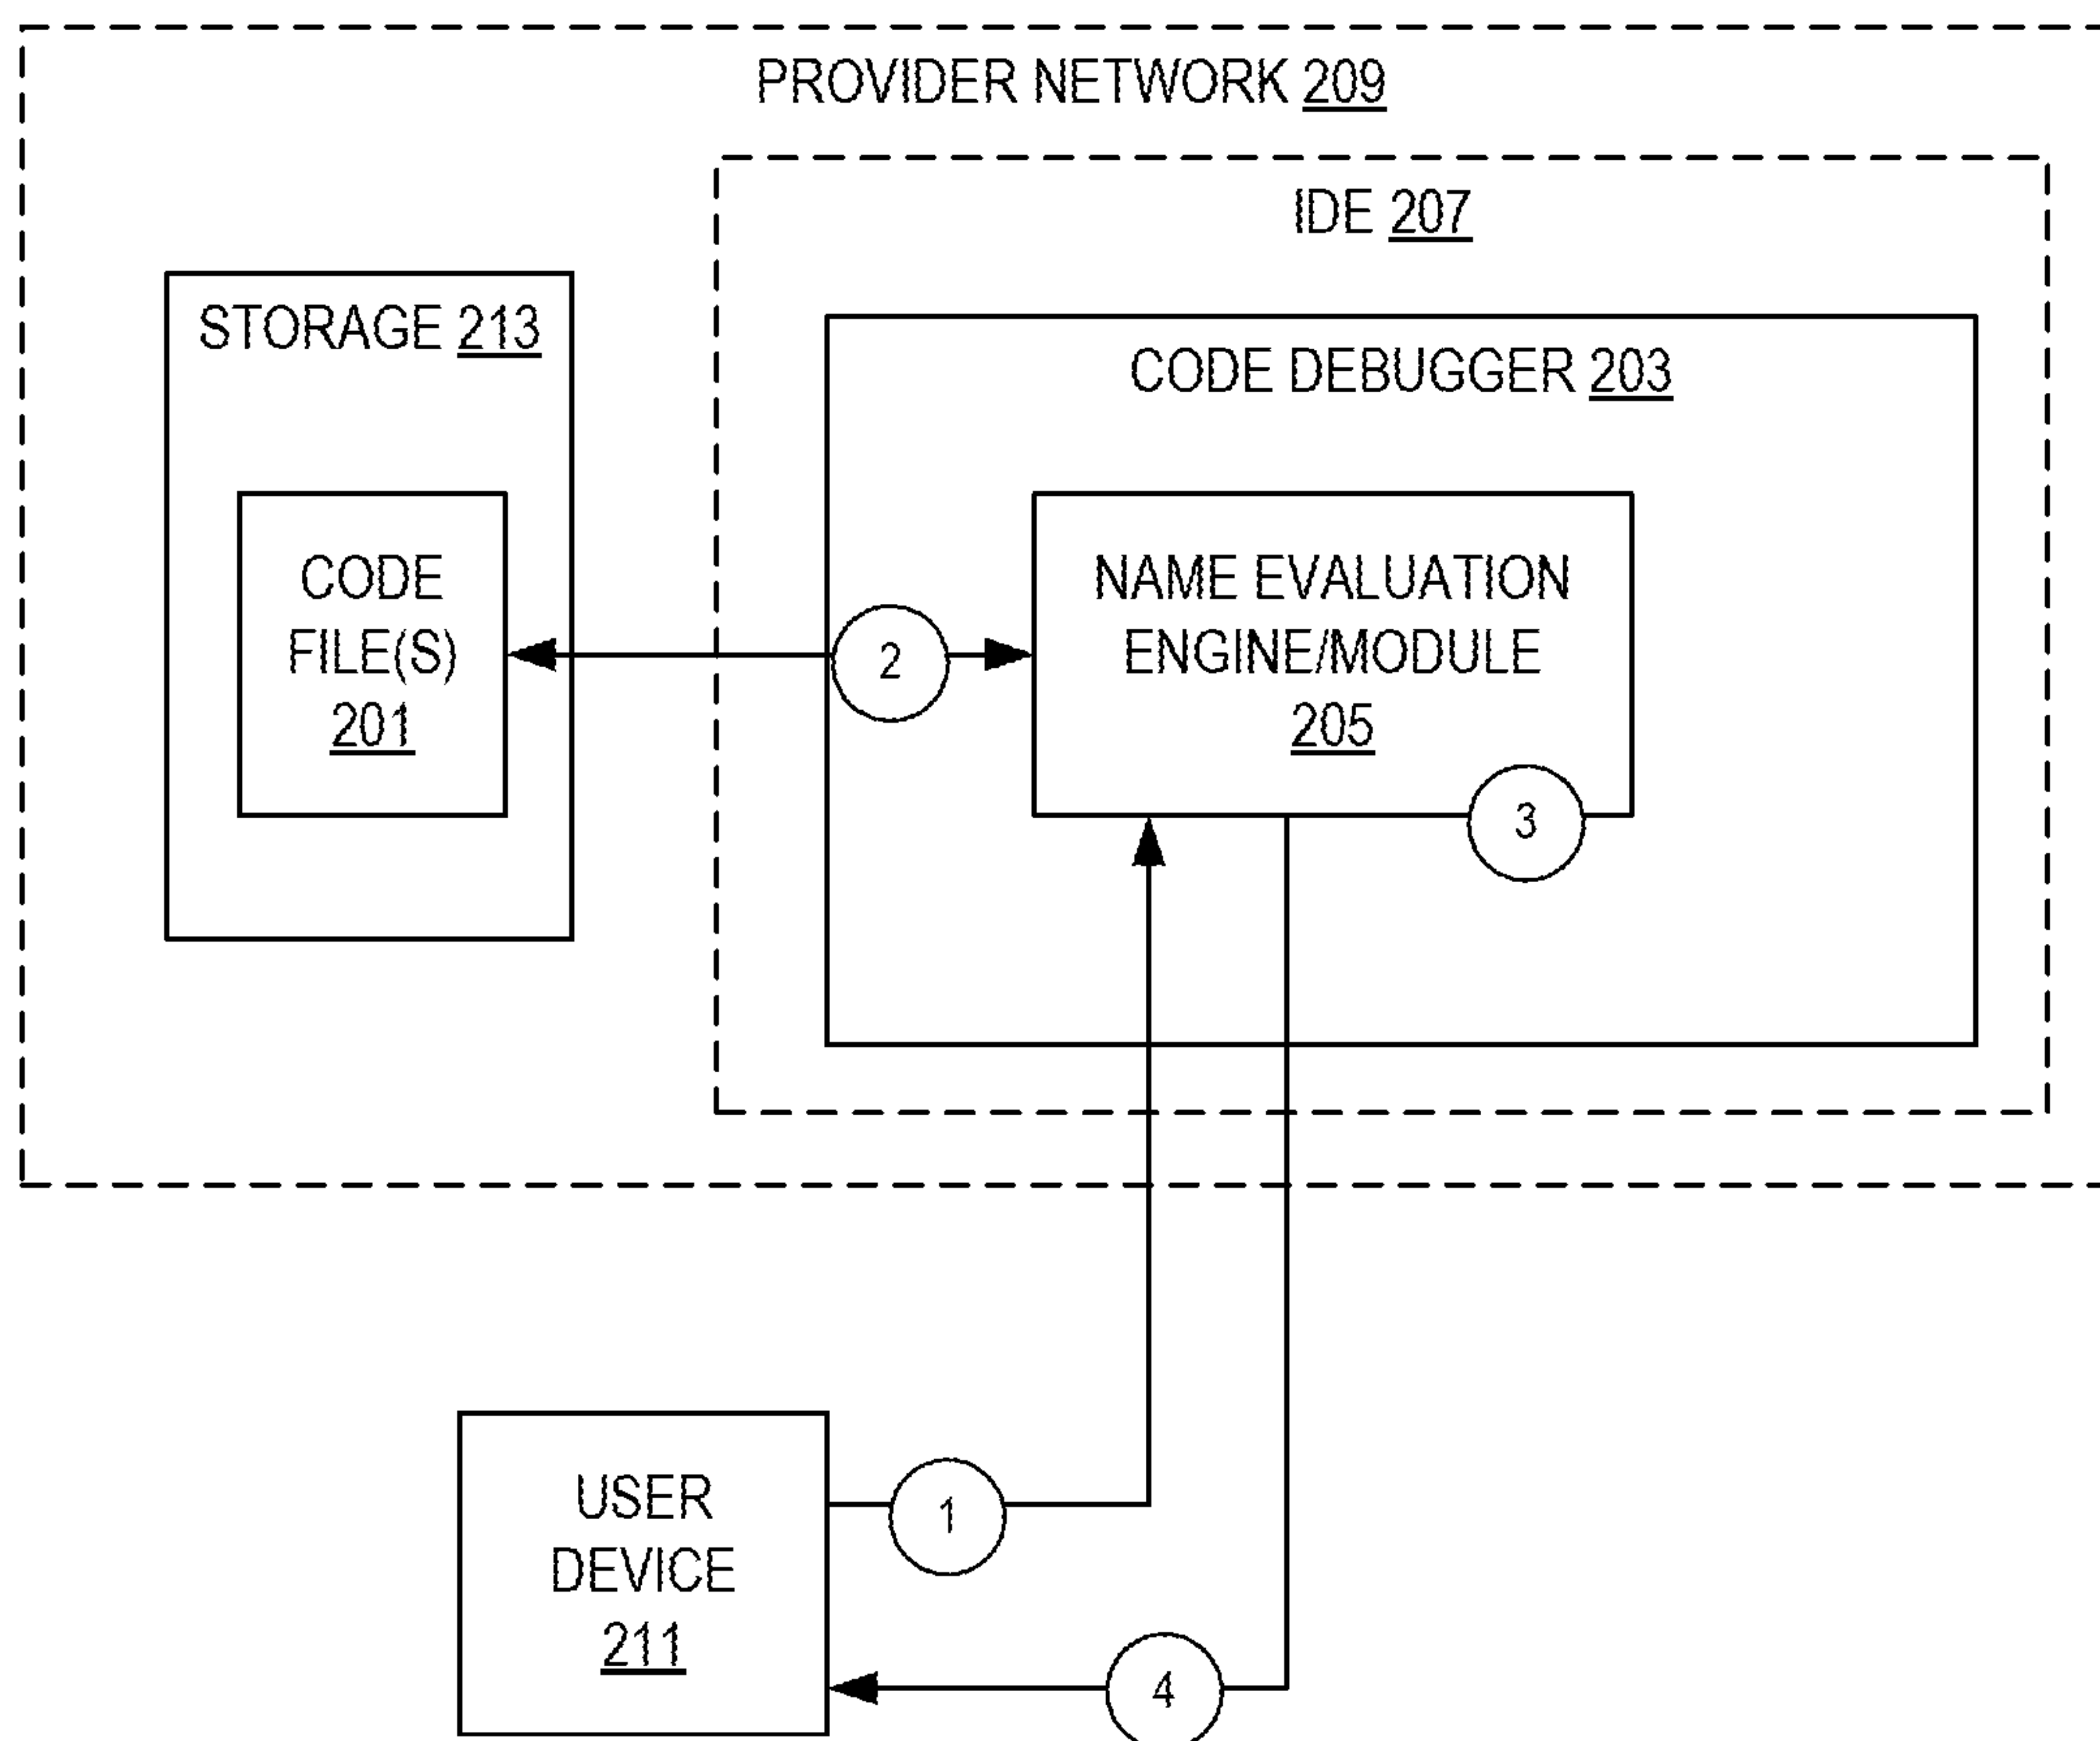 PROVIDER NETWORK 209
IDE 207
STORAGE 213
CODE DEBUGGER 203
CODE
FILE(S)
201
2
NAME EVALUATION
ENGINE/MODULE
205
3
USER
DEVICE
211
1
4